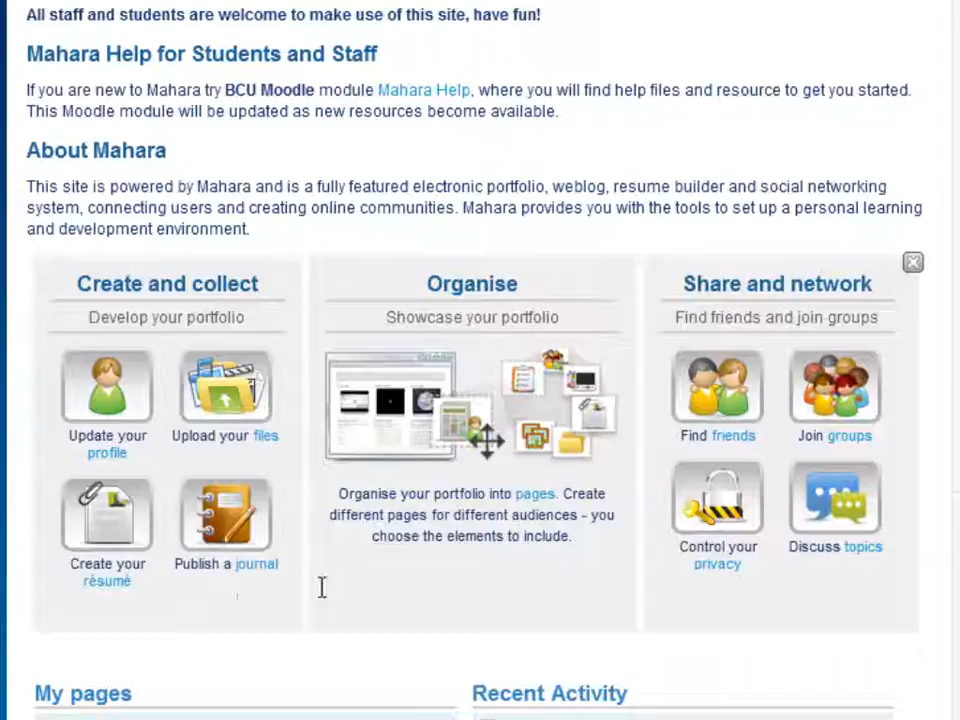 All staff and students are welcome to make use of this site, have fun!
Mahara Help for Students and Staff
If you are new to Mahara try BCU Moodle module Mahara Help, where you will find help files and resource to get you started.
This Moodle module will be updated as new resources become available.
About Mahara
This site is powered by Mahara and is a fully featured electronic portfolio, weblog, resume builder and social networking
system, connecting users and creating online communities. Mahara provides you with the tools to set up a personal learning
and development environment.
Create and collect
Develop your portfolio
Update your
profile
Upload your files
Create your
résumé
Publish a journal
Organise
Showcase your portfolio
Organise your portfolio into pages. Create
different pages for different audiences - you
choose the elements to include.
Share and network
Find friends and join groups
Find friends
Join groups
Control your
privacy
Discuss topics
My pages
Recent Activity